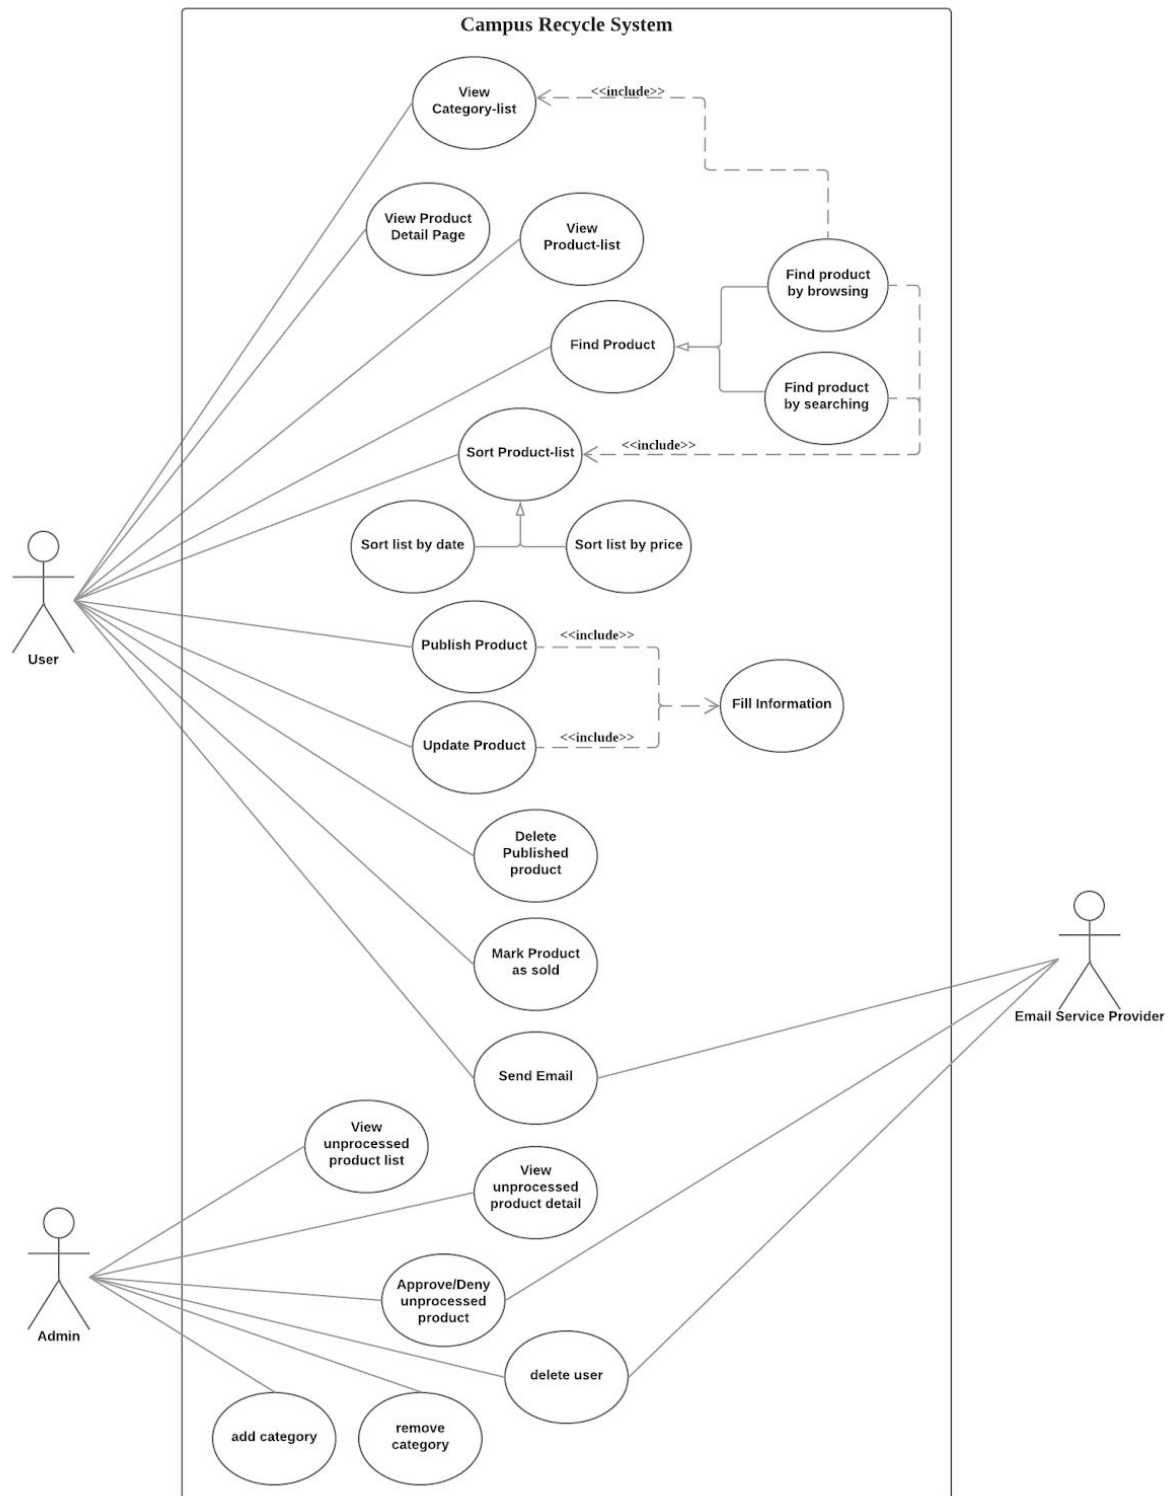 Campus Recycle System
View
Category-list
<<include>>
View Product
Detail Page
View
Product-list
Find product
by browsing
Find Product
Find product
by searching
<<include>>
Sort Product-list
Sort list by date
Sort list by price
User
Publish Product
<<include>>
Fill Information
Update Product
<<include>>
Delete
Published
product
Mark Product
as sold
Email Service Provider
Send Email
View
unprocessed
product list
View
unprocessed
product detail
Admin
Approve/Deny
unprocessed
product
delete user
add category
remove
category